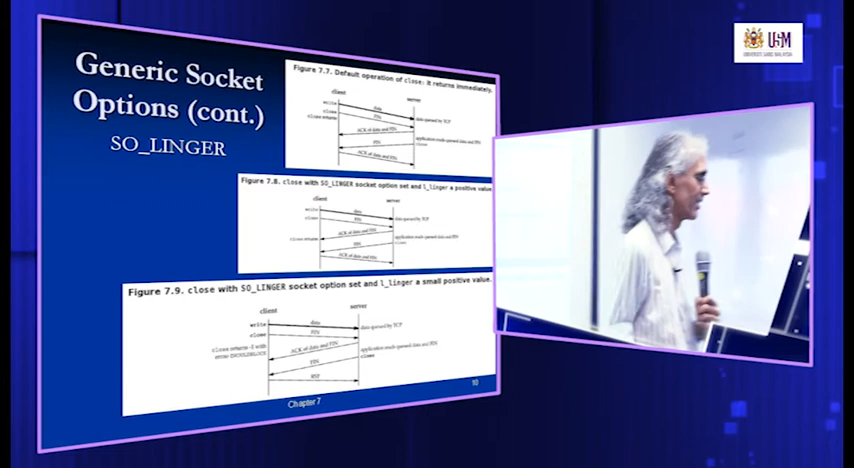 Generic Socket
Options (cont.)
SO_LINGER
Figure 7.7. Default operation of close: it returns immediately.
client
server
write
data
close
FIN
data queued by TCP
close returns
ACK of data and FIN
application reads queued data and FIN
FIN
close
ACK of data and FIN
Figure 7.8. close with SO_LINGER socket option set and l_linger a positive value
client
server
write
data
close
FIN
data queued by TCP
ACK of data and FIN
close returns
application reads queued data and FIN
FIN
close
ACK of data and FIN
Figure 7.9. close with SO_LINGER socket option set and l_linger a small positive value.
client
server
write
data
close
FIN
data queued by TCP
close returns -1 with
errno EWOULDBLOCK
ACK of data and FIN
application reads queued data and FIN
close
FIN
RST
Chapter 7
10
USM
UNIVERSITI SAINS MALAYSIA